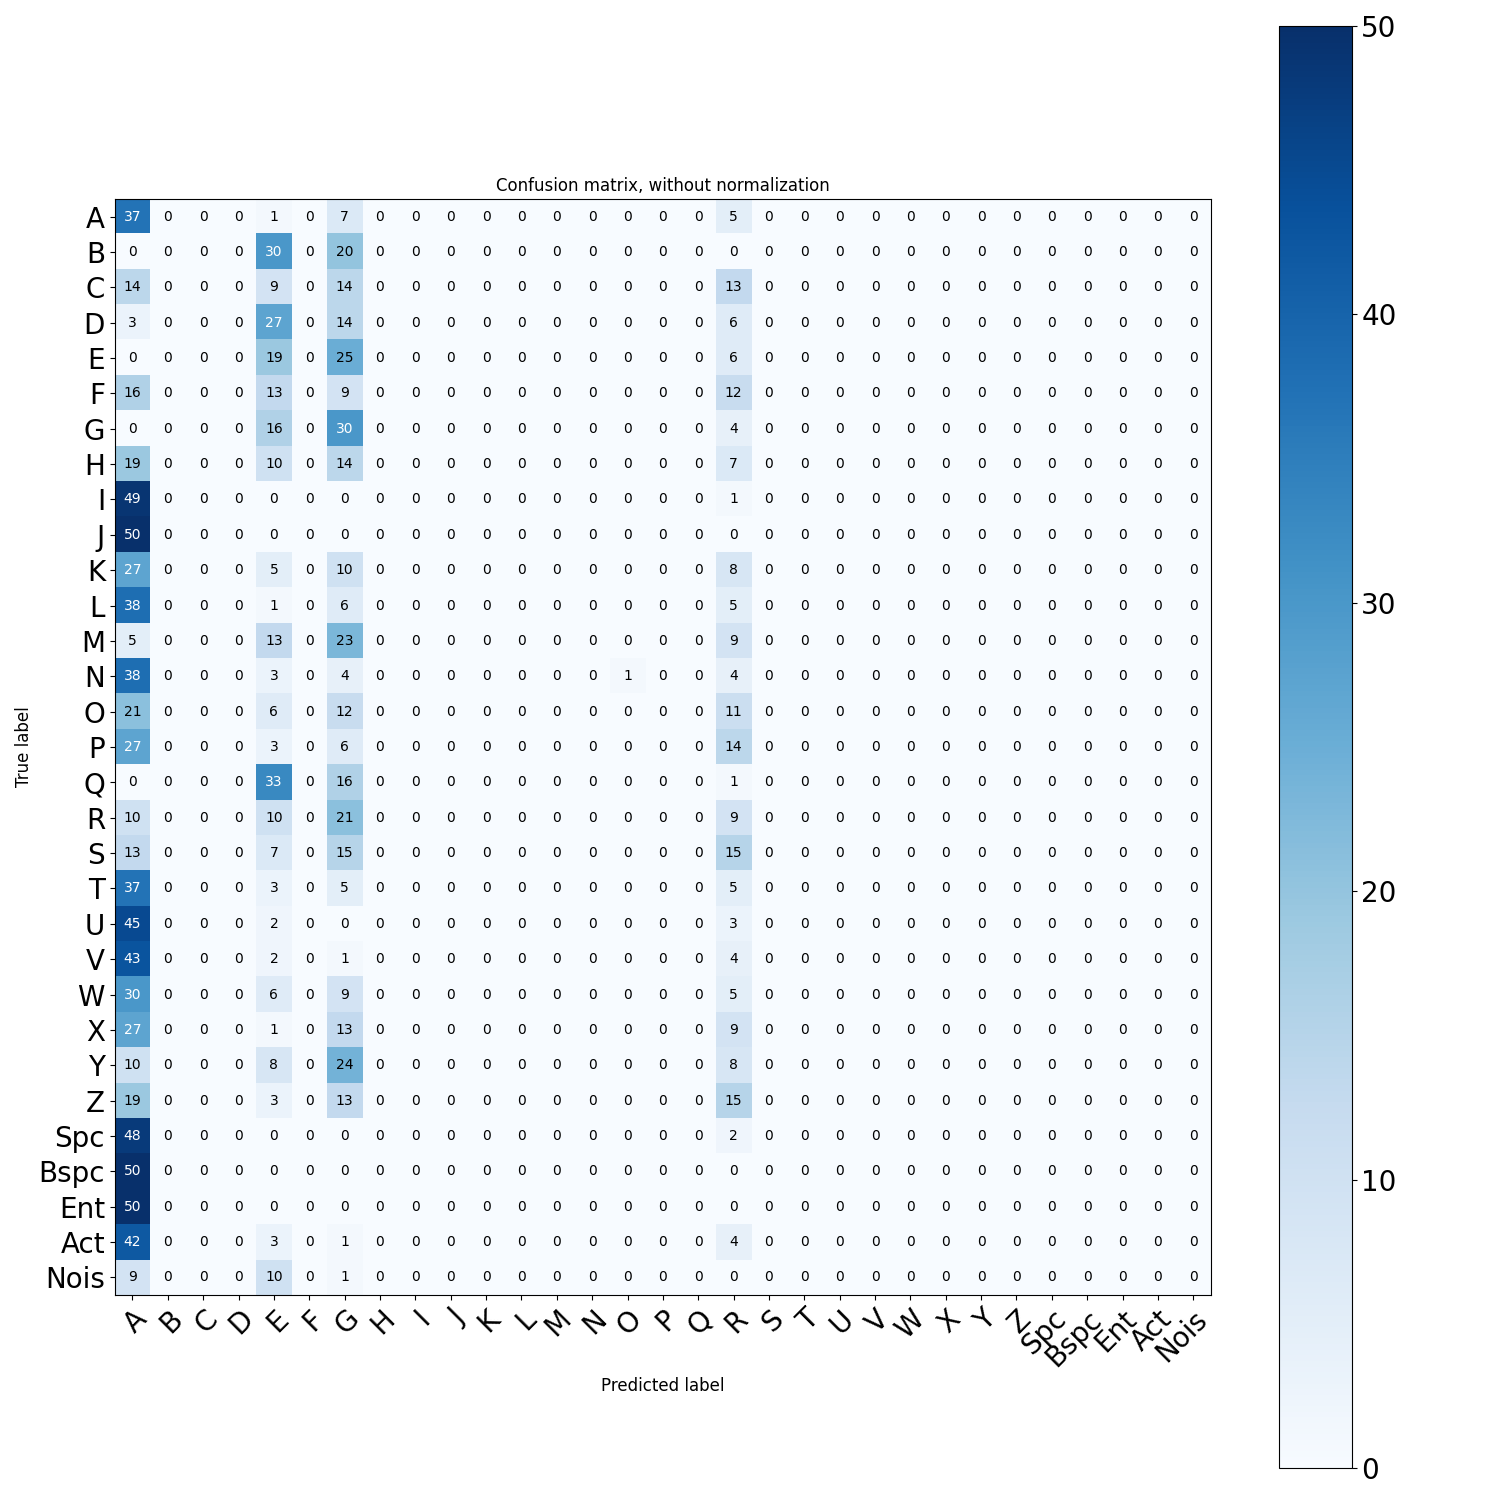 Confusion matrix, without normalization
A 37 0 0 0 1 0 7 0 0 0 0 0 0 0 0 0 0 5 0 0 0 0 0 0 0 0 0 0 0 0 0
B 0 0 0 0 30 0 20 0 0 0 0 0 0 0 0 0 0 0 0 0 0 0 0 0 0 0 0 0 0 0 0
C 14 0 0 0 9 0 14 0 0 0 0 0 0 0 0 0 0 13 0 0 0 0 0 0 0 0 0 0 0 0 0
D 3 0 0 0 27 0 14 0 0 0 0 0 0 0 0 0 0 6 0 0 0 0 0 0 0 0 0 0 0 0 0
E 0 0 0 0 19 0 25 0 0 0 0 0 0 0 0 0 0 6 0 0 0 0 0 0 0 0 0 0 0 0 0
F 16 0 0 0 13 0 9 0 0 0 0 0 0 0 0 0 0 12 0 0 0 0 0 0 0 0 0 0 0 0 0
G 0 0 0 0 16 0 30 0 0 0 0 0 0 0 0 0 0 4 0 0 0 0 0 0 0 0 0 0 0 0 0
H 19 0 0 0 10 0 14 0 0 0 0 0 0 0 0 0 0 7 0 0 0 0 0 0 0 0 0 0 0 0 0
I 49 0 0 0 0 0 0 0 0 0 0 0 0 0 0 0 0 1 0 0 0 0 0 0 0 0 0 0 0 0 0
J 50 0 0 0 0 0 0 0 0 0 0 0 0 0 0 0 0 0 0 0 0 0 0 0 0 0 0 0 0 0 0
K 27 0 0 0 5 0 10 0 0 0 0 0 0 0 0 0 0 8 0 0 0 0 0 0 0 0 0 0 0 0 0
L 38 0 0 0 1 0 6 0 0 0 0 0 0 0 0 0 0 5 0 0 0 0 0 0 0 0 0 0 0 0 0
M 5 0 0 0 13 0 23 0 0 0 0 0 0 0 0 0 0 9 0 0 0 0 0 0 0 0 0 0 0 0 0
N 38 0 0 0 3 0 4 0 0 0 0 0 0 0 1 0 0 4 0 0 0 0 0 0 0 0 0 0 0 0 0
O 21 0 0 0 6 0 12 0 0 0 0 0 0 0 0 0 0 11 0 0 0 0 0 0 0 0 0 0 0 0 0
P 27 0 0 0 3 0 6 0 0 0 0 0 0 0 0 0 0 14 0 0 0 0 0 0 0 0 0 0 0 0 0
Q 0 0 0 0 33 0 16 0 0 0 0 0 0 0 0 0 0 1 0 0 0 0 0 0 0 0 0 0 0 0 0
R 10 0 0 0 10 0 21 0 0 0 0 0 0 0 0 0 0 9 0 0 0 0 0 0 0 0 0 0 0 0 0
S 13 0 0 0 7 0 15 0 0 0 0 0 0 0 0 0 0 15 0 0 0 0 0 0 0 0 0 0 0 0 0
T 37 0 0 0 3 0 5 0 0 0 0 0 0 0 0 0 0 5 0 0 0 0 0 0 0 0 0 0 0 0 0
U 45 0 0 0 2 0 0 0 0 0 0 0 0 0 0 0 0 3 0 0 0 0 0 0 0 0 0 0 0 0 0
V 43 0 0 0 2 0 1 0 0 0 0 0 0 0 0 0 0 4 0 0 0 0 0 0 0 0 0 0 0 0 0
W 30 0 0 0 6 0 9 0 0 0 0 0 0 0 0 0 0 5 0 0 0 0 0 0 0 0 0 0 0 0 0
X 27 0 0 0 1 0 13 0 0 0 0 0 0 0 0 0 0 9 0 0 0 0 0 0 0 0 0 0 0 0 0
Y 10 0 0 0 8 0 24 0 0 0 0 0 0 0 0 0 0 8 0 0 0 0 0 0 0 0 0 0 0 0 0
Z 19 0 0 0 3 0 13 0 0 0 0 0 0 0 0 0 0 15 0 0 0 0 0 0 0 0 0 0 0 0 0
Spc 48 0 0 0 0 0 0 0 0 0 0 0 0 0 0 0 0 2 0 0 0 0 0 0 0 0 0 0 0 0 0
Bspc 50 0 0 0 0 0 0 0 0 0 0 0 0 0 0 0 0 0 0 0 0 0 0 0 0 0 0 0 0 0 0
Ent 50 0 0 0 0 0 0 0 0 0 0 0 0 0 0 0 0 0 0 0 0 0 0 0 0 0 0 0 0 0 0
Act 42 0 0 0 3 0 1 0 0 0 0 0 0 0 0 0 0 4 0 0 0 0 0 0 0 0 0 0 0 0 0
Nois 9 0 0 0 10 0 1 0 0 0 0 0 0 0 0 0 0 0 0 0 0 0 0 0 0 0 0 0 0 0 0
A B C D E F G H I J K L M N O P Q R S T U V W X Y Z Spc Bspc Ent Act Nois
Predicted label
True label
50
40
30
20
10
0